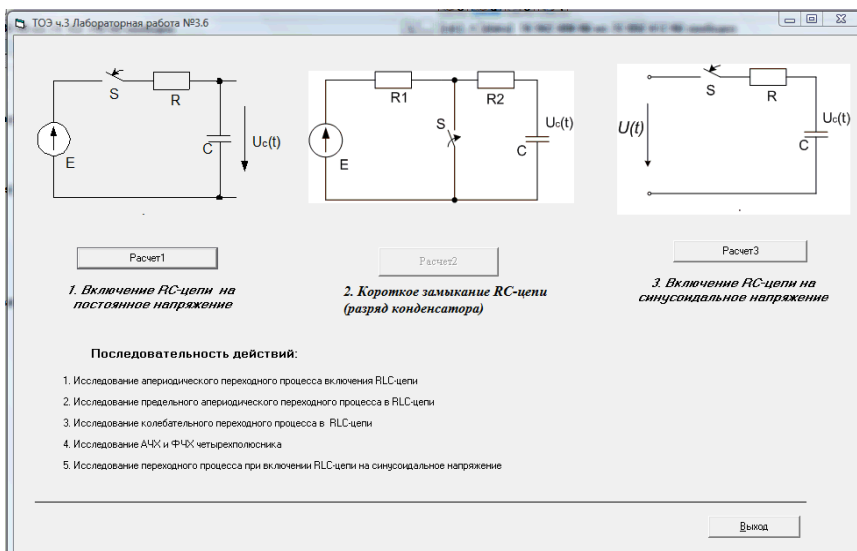 ТОЭ ч.3 Лабораторная работа №3.6
S
R
C
Uc(t)
E
R1
R2
S
Uc(t)
C
E
S
R
U(t)
Uc(t)
C
Расчет1
Расчет2
Расчет3
1. Включение RC-цепи на
постоянное напряжение
2. Короткое замыкание RC-цепи
(разряд конденсатора)
3. Включение RC-цепи на
синусоидальное напряжение
Последовательность действий:
1. Исследование апериодического переходного процесса включения RLC-цепи
2. Исследование предельного апериодического переходного процесса в RLC-цепи
3. Исследование колебательного переходного процесса в RLC-цепи
4. Исследование АЧХ и ФЧХ четырехполюсника
5. Исследование переходного процесса при включении RLC-цепи на синусоидальное напряжение
Выход